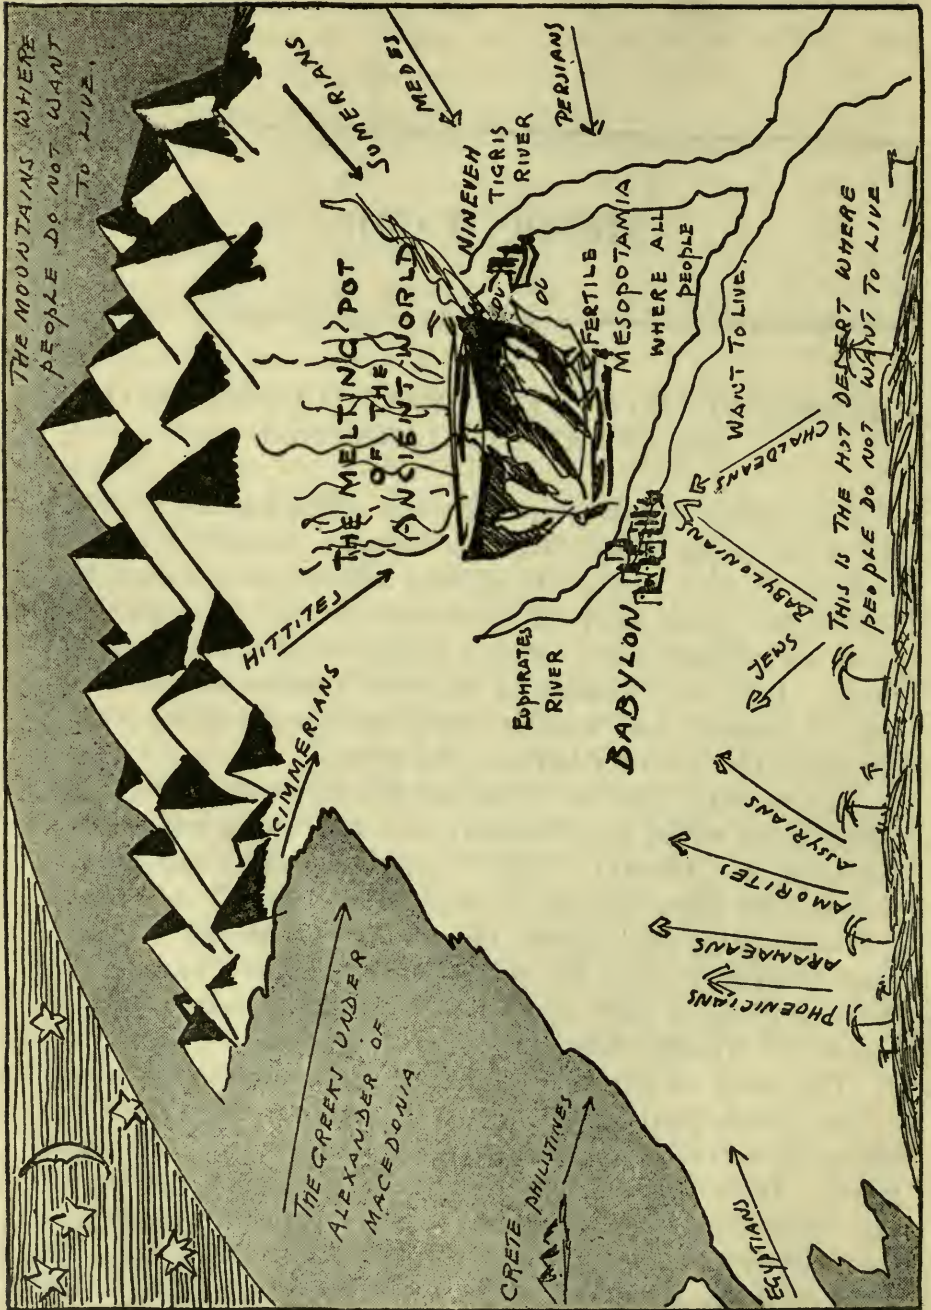 THE MOUNTAINS WHERE
PEOPLE DO NOT WANT
TO LIVE.
SUMERIANS
MEDES
PERSIANS
NINEVEH
TIGRIS
RIVER
THE MELTING POT
OF THE
ANCIENT WORLD
FERTILE
MESOPOTAMIA
WHERE ALL
PEOPLE
WANT TO LIVE.
HITTITES
CIMMERIANS
EUPHRATES
RIVER
BABYLON
THIS IS THE HOT DESERT WHERE
PEOPLE DO NOT WANT TO LIVE
CHALDEANS
BABYLONIANS
JEWS
ASSYRIANS
AMORITES
ARAMAEANS
PHOENICIANS
THE GREEKS UNDER
ALEXANDER OF
MACEDONIA
CRETE
PHILISTINES
EGYPTIANS